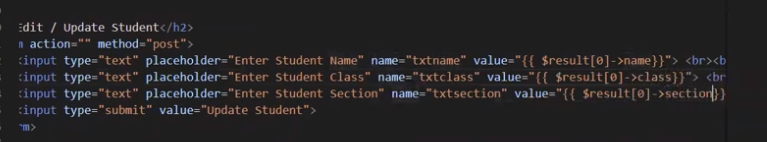 Edit / Update Student</h2>
m action="" method="post">
<input type="text" placeholder="Enter Student Name" name="txtname" value="{{ $result[0]->name}}"> <br><b
<input type="text" placeholder="Enter Student Class" name="txtclass" value="{{ $result[0]->class}}"> <br
<input type="text" placeholder="Enter Student Section" name="txtsection" value="{{ $result[0]->section}}
<input type="submit" value="Update Student">
rm>